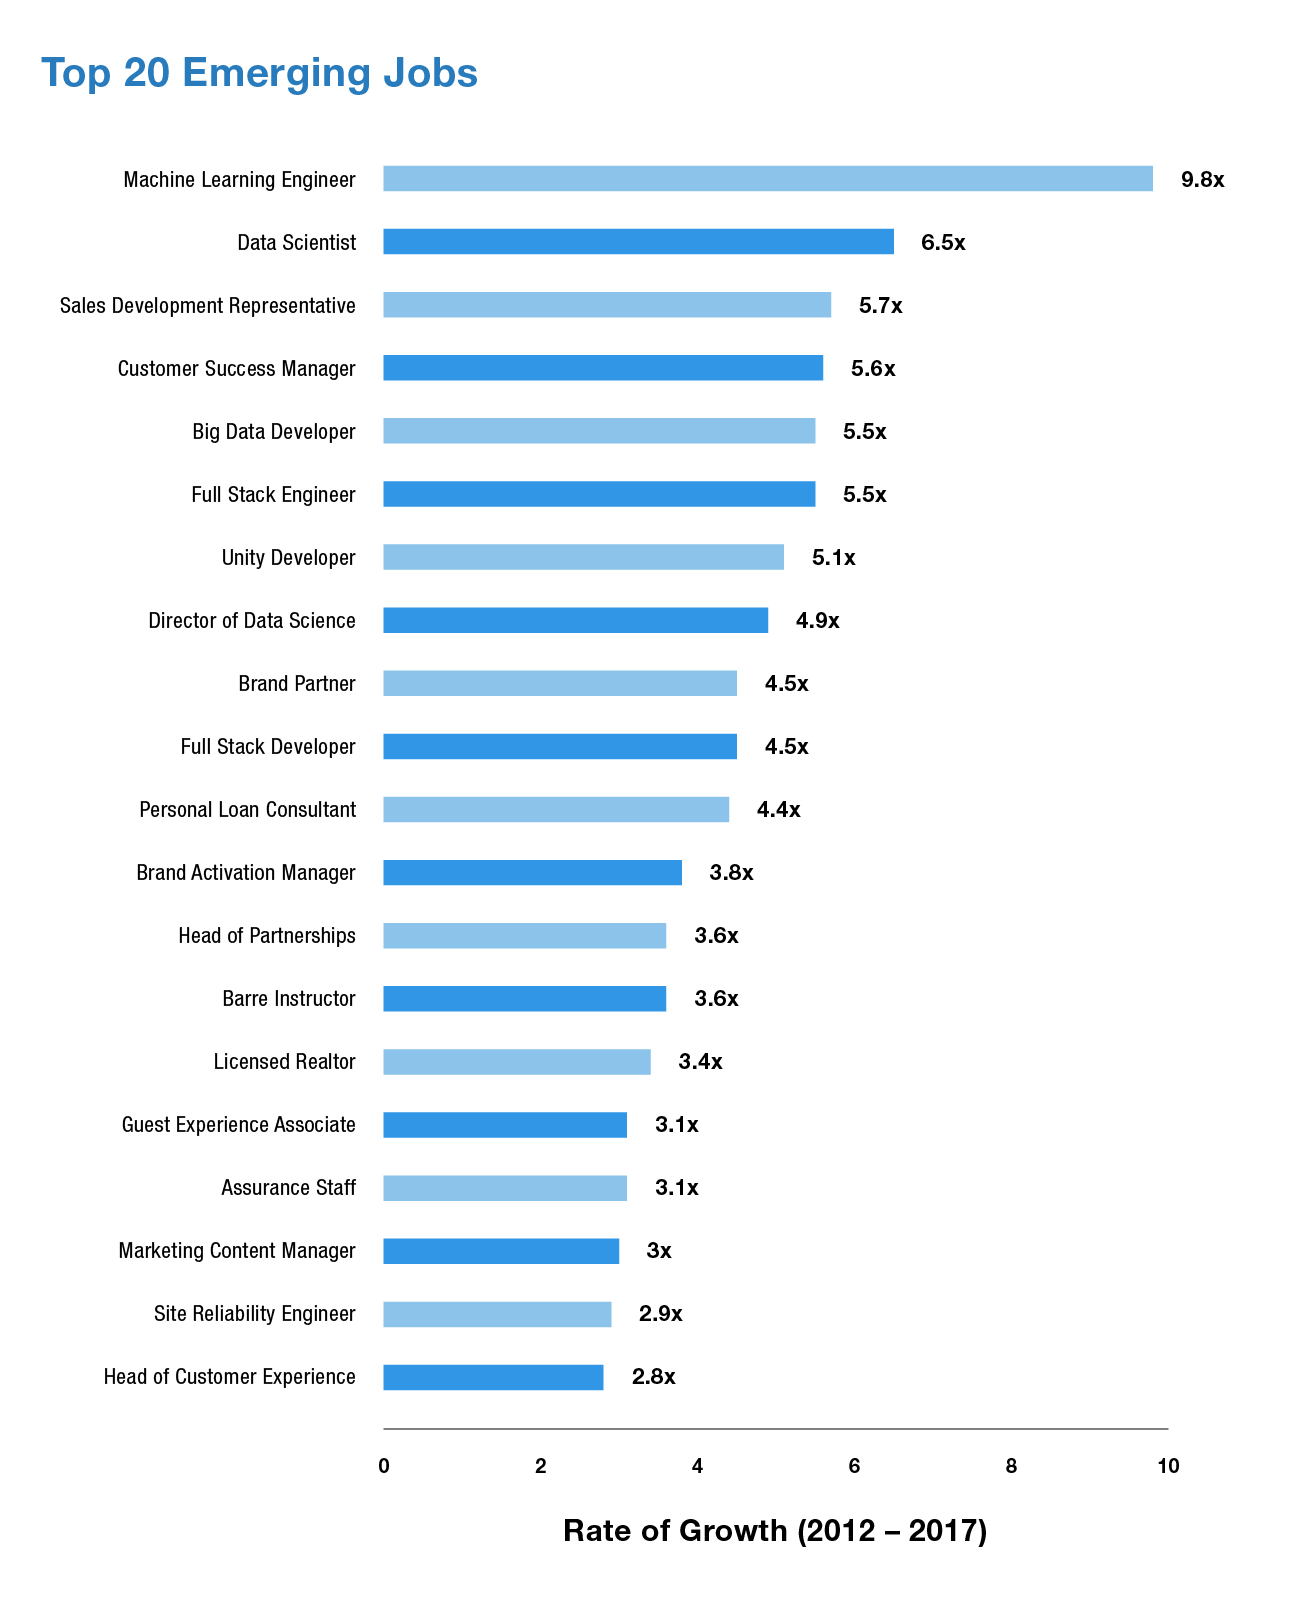 Top 20 Emerging Jobs
Machine Learning Engineer 9.8x
Data Scientist 6.5x
Sales Development Representative 5.7x
Customer Success Manager 5.6x
Big Data Developer 5.5x
Full Stack Engineer 5.5x
Unity Developer 5.1x
Director of Data Science 4.9x
Brand Partner 4.5x
Full Stack Developer 4.5x
Personal Loan Consultant 4.4x
Brand Activation Manager 3.8x
Head of Partnerships 3.6x
Barre Instructor 3.6x
Licensed Realtor 3.4x
Guest Experience Associate 3.1x
Assurance Staff 3.1x
Marketing Content Manager 3x
Site Reliability Engineer 2.9x
Head of Customer Experience 2.8x
0 2 4 6 8 10
Rate of Growth (2012 – 2017)